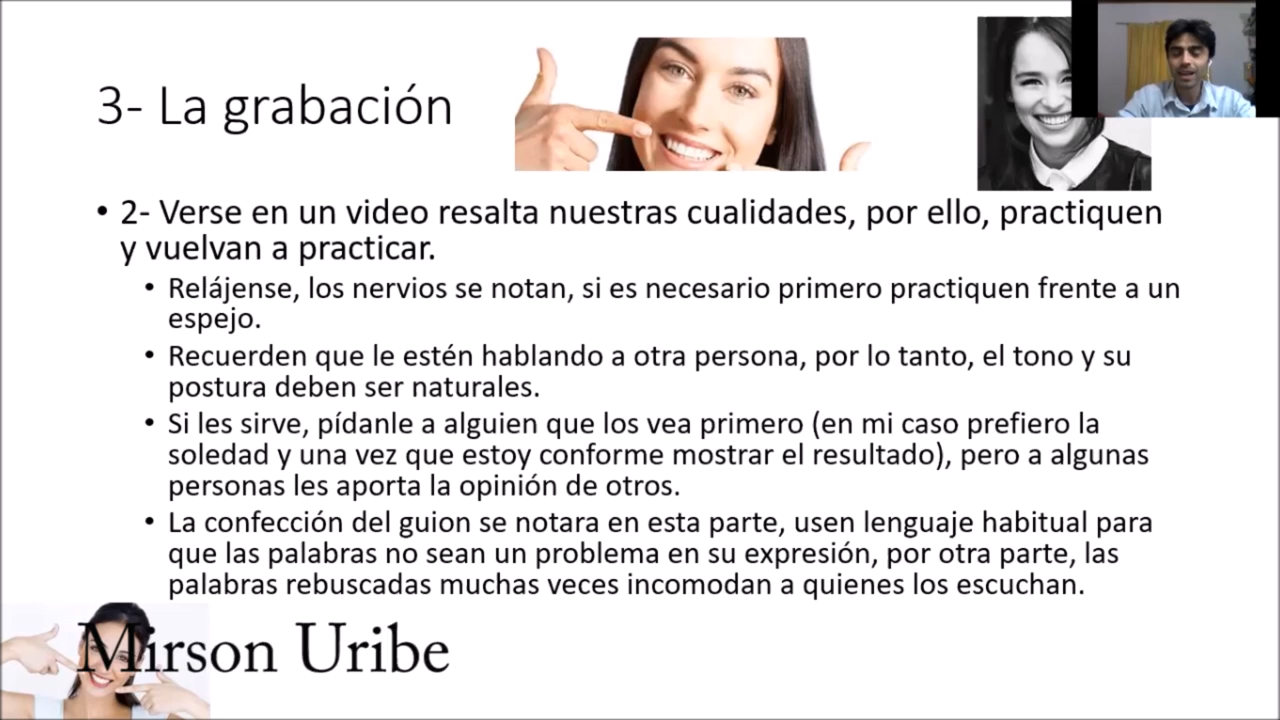 3- La grabación
• 2- Verse en un video resalta nuestras cualidades, por ello, practiquen
y vuelvan a practicar.
• Relájense, los nervios se notan, si es necesario primero practiquen frente a un
espejo.
• Recuerden que le estén hablando a otra persona, por lo tanto, el tono y su
postura deben ser naturales.
• Si les sirve, pídanle a alguien que los vea primero (en mi caso prefiero la
soledad y una vez que estoy conforme mostrar el resultado), pero a algunas
personas les aporta la opinión de otros.
• La confección del guion se notara en esta parte, usen lenguaje habitual para
que las palabras no sean un problema en su expresión, por otra parte, las
palabras rebuscadas muchas veces incomodan a quienes los escuchan.
Mirson Uribe